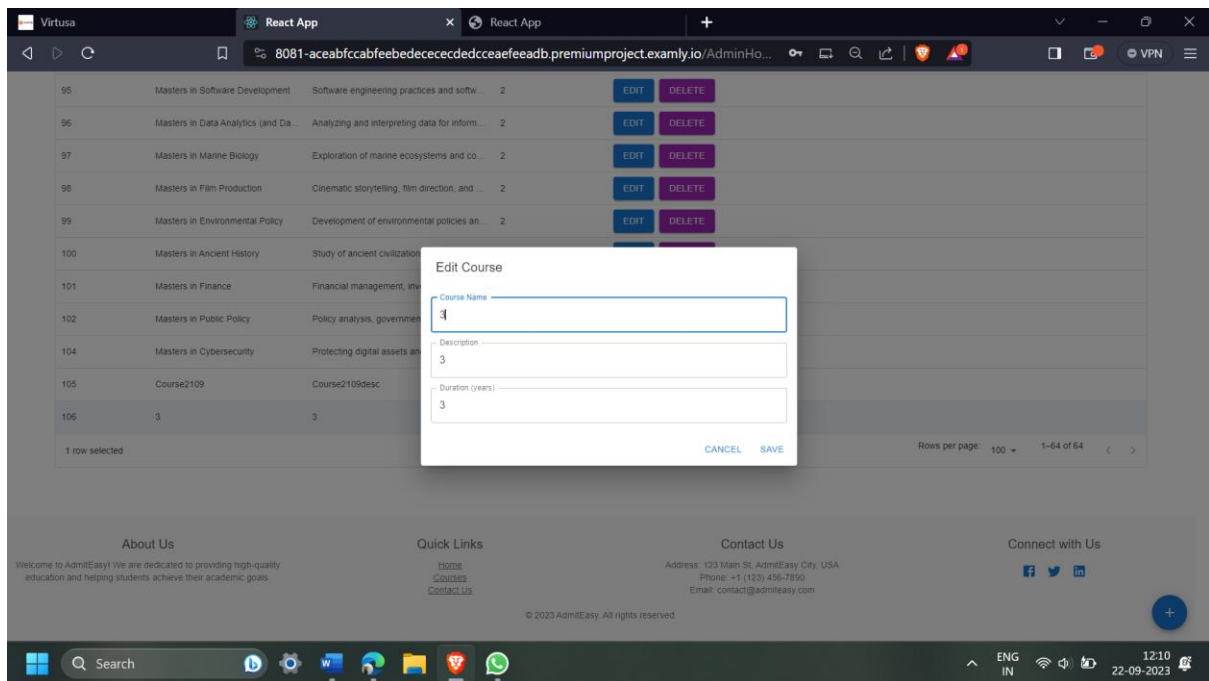 Virtusa
React App
React App
8081-aceabfccabfeebedecececdedcceaefeeadb.premiumproject.examly.io/AdminHo...
VPN
95 Masters in Software Development Software engineering practices and softw... 2 EDIT DELETE
96 Masters in Data Analytics (and Da... Analyzing and interpreting data for inform... 2 EDIT DELETE
97 Masters in Marine Biology Exploration of marine ecosystems and co... 2 EDIT DELETE
98 Masters in Film Production Cinematic storytelling, film direction, and ... 2 EDIT DELETE
99 Masters in Environmental Policy Development of environmental policies an... 2 EDIT DELETE
100 Masters in Ancient History Study of ancient civilization
101 Masters in Finance Financial management, inv
102 Masters in Public Policy Policy analysis, governmen
104 Masters in Cybersecurity Protecting digital assets an
105 Course2109 Course2109desc
106 3 3
1 row selected
Rows per page: 100 1–64 of 64
Edit Course
Course Name
3
Description
3
Duration (years)
3
CANCEL SAVE
About Us
Welcome to AdmitEasy! We are dedicated to providing high-quality
education and helping students achieve their academic goals.
Quick Links
Home
Courses
Contact Us
Contact Us
Address: 123 Main St, AdmitEasy City, USA
Phone: +1 (123) 456-7890
Email: contact@admiteasy.com
Connect with Us
© 2023 AdmitEasy. All rights reserved.
Search
ENG
IN
12:10
22-09-2023